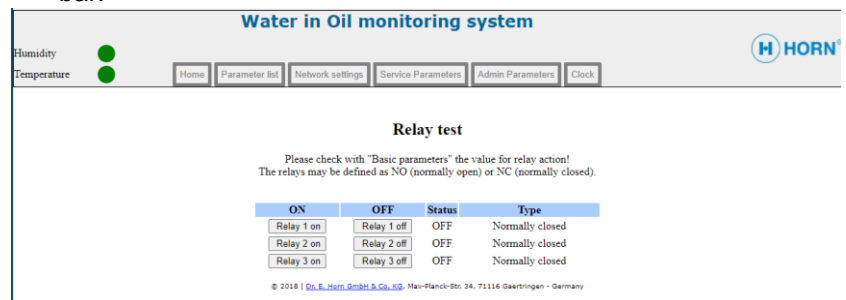 Water in Oil monitoring system
HORN®
Humidity
Temperature
Home Parameter list Network settings Service Parameters Admin Parameters Clock
Relay test
Please check with "Basic parameters" the value for relay action!
The relays may be defined as NO (normally open) or NC (normally closed).
ON OFF Status Type
Relay 1 on Relay 1 off OFF Normally closed
Relay 2 on Relay 2 off OFF Normally closed
Relay 3 on Relay 3 off OFF Normally closed
© 2018 | Dr. E. Horn GmbH & Co. KG, Max-Planck-Str. 34, 71116 Gaertringen - Germany